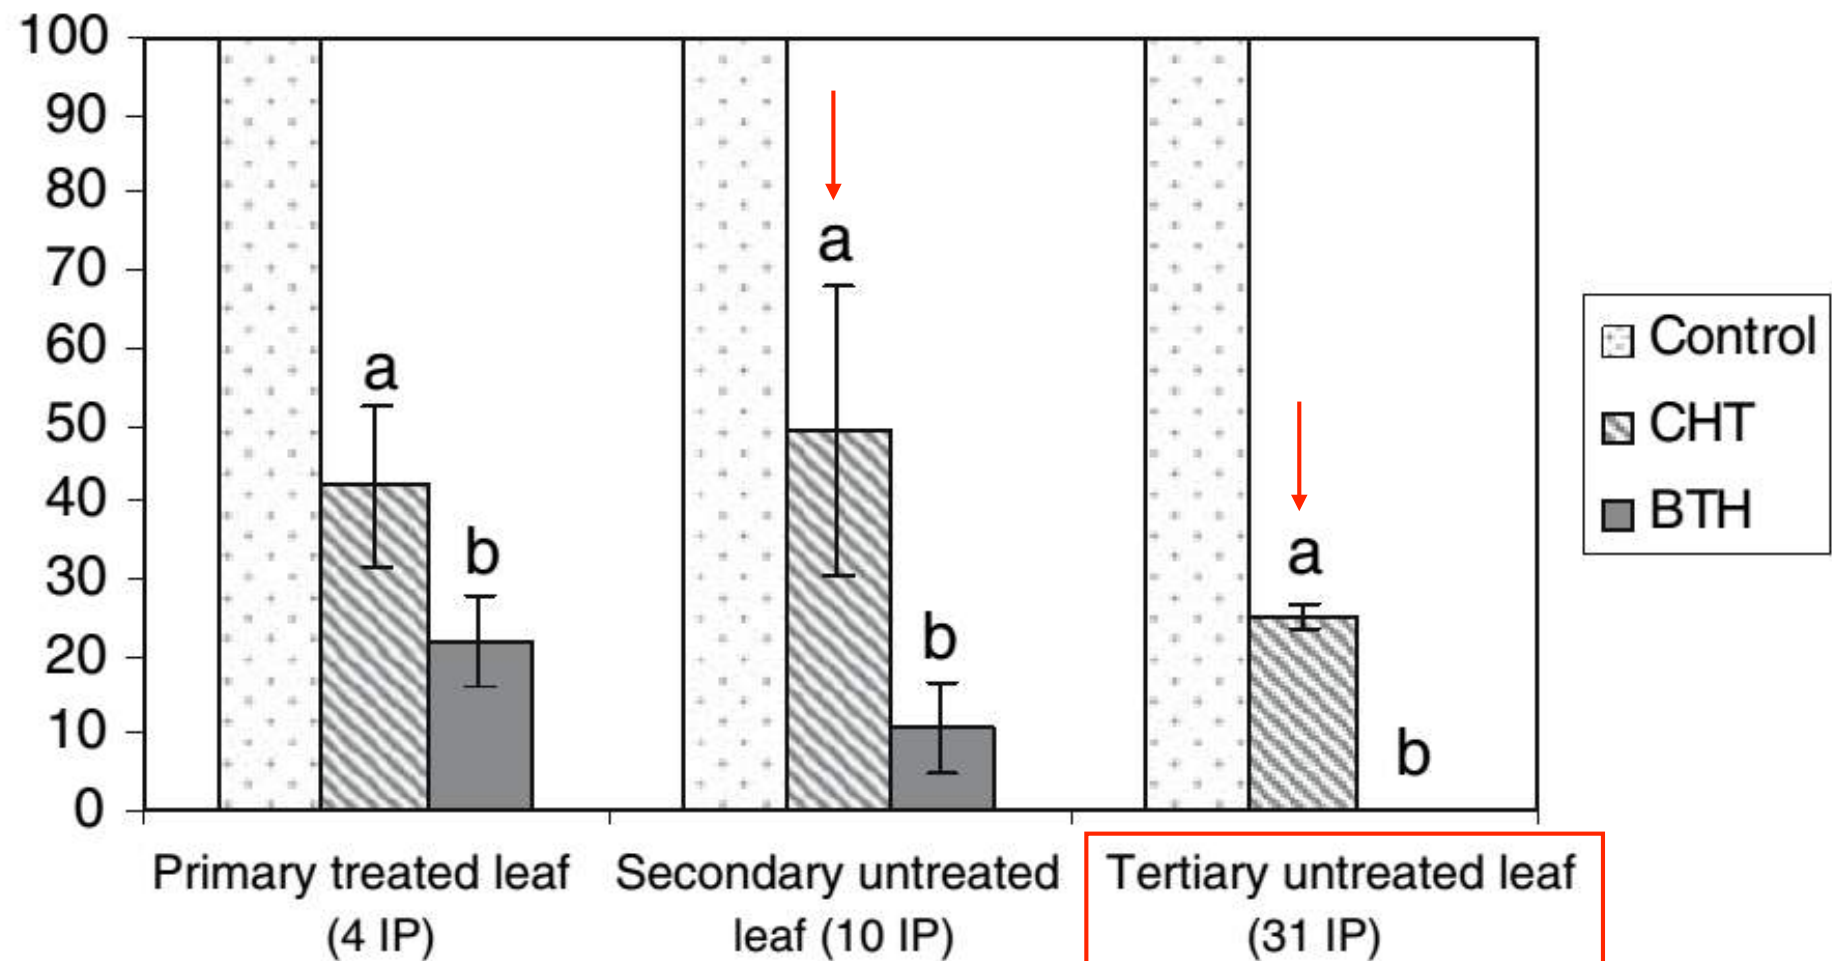 100
90
80
70
60
50
40
30
20
10
0
a
b
a
b
a
b
Primary treated leaf
(4 IP)
Secondary untreated
leaf (10 IP)
Tertiary untreated leaf
(31 IP)
Control
CHT
BTH